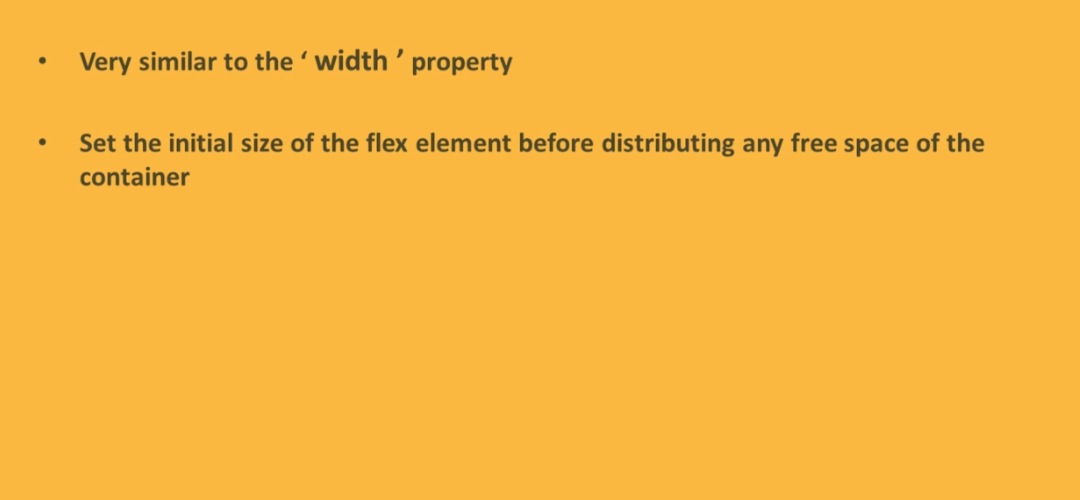 • Very similar to the ‘ width ’ property
• Set the initial size of the flex element before distributing any free space of the
container